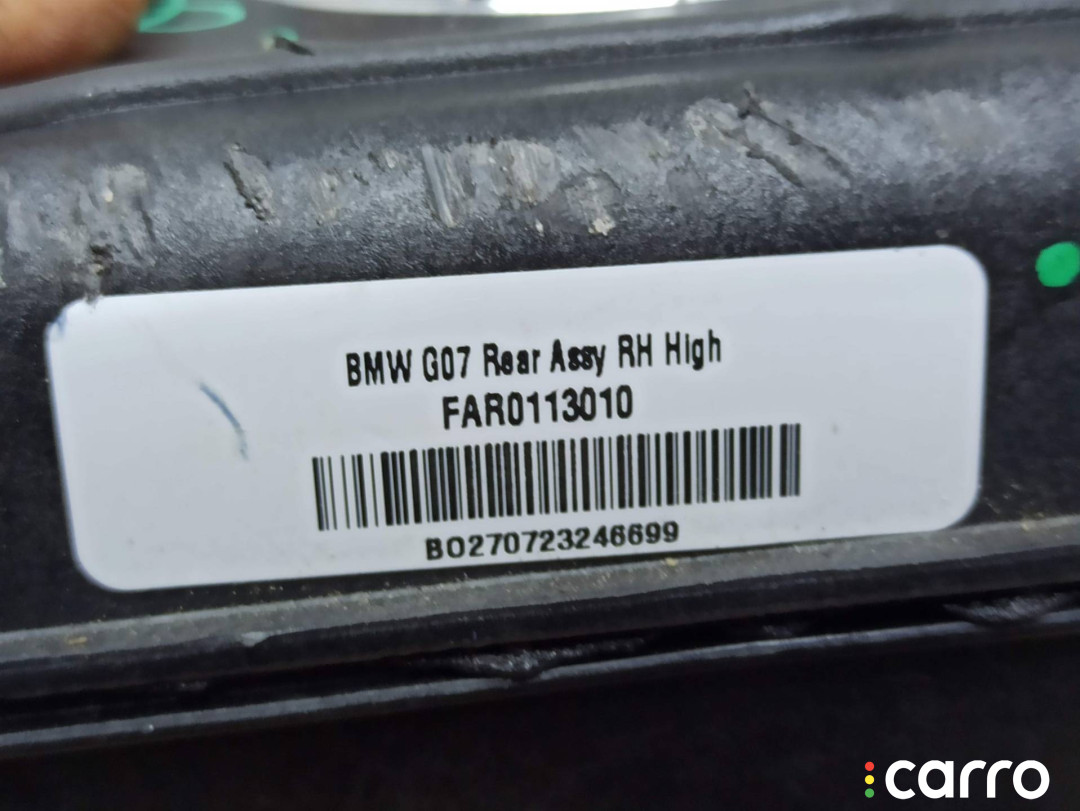 BMW G07 Rear Assy RH High
FAR0113010
BO270723246699
carro